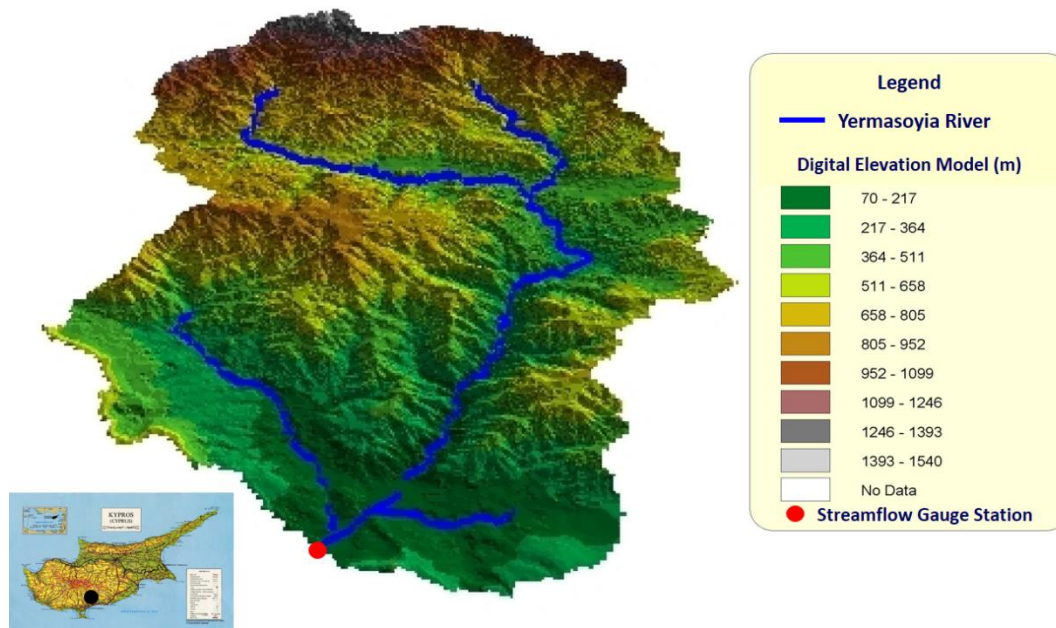 Legend
Yermasoyia River
Digital Elevation Model (m)
70 - 217
217 - 364
364 - 511
511 - 658
658 - 805
805 - 952
952 - 1099
1099 - 1246
1246 - 1393
1393 - 1540
No Data
Streamflow Gauge Station
KYPROS
(CYPRUS)